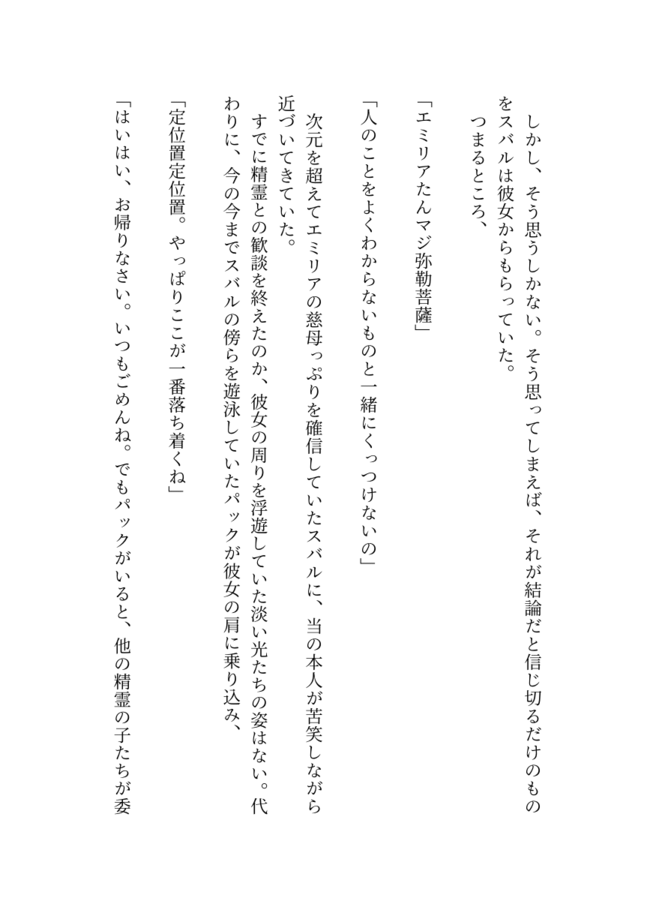 しかし、そう思うしかない。そう思ってしまえば、それが結論だと信じ切るだけのもの
をスバルは彼女からもらっていた。
つまるところ、
「エミリアたんマジ弥勒菩薩」
「人のことをよくわからないものと一緒にくっつけないの」
次元を超えてエミリアの慈母っぷりを確信していたスバルに、当の本人が苦笑しながら
近づいてきていた。
すでに精霊との歓談を終えたのか、彼女の周りを浮遊していた淡い光たちの姿はない。代
わりに、今の今までスバルの傍らを遊泳していたパックが彼女の肩に乗り込み、
「定位置定位置。やっぱりここが一番落ち着くね」
「はいはい、お帰りなさい。いつもごめんね。でもパックがいると、他の精霊の子たちが委